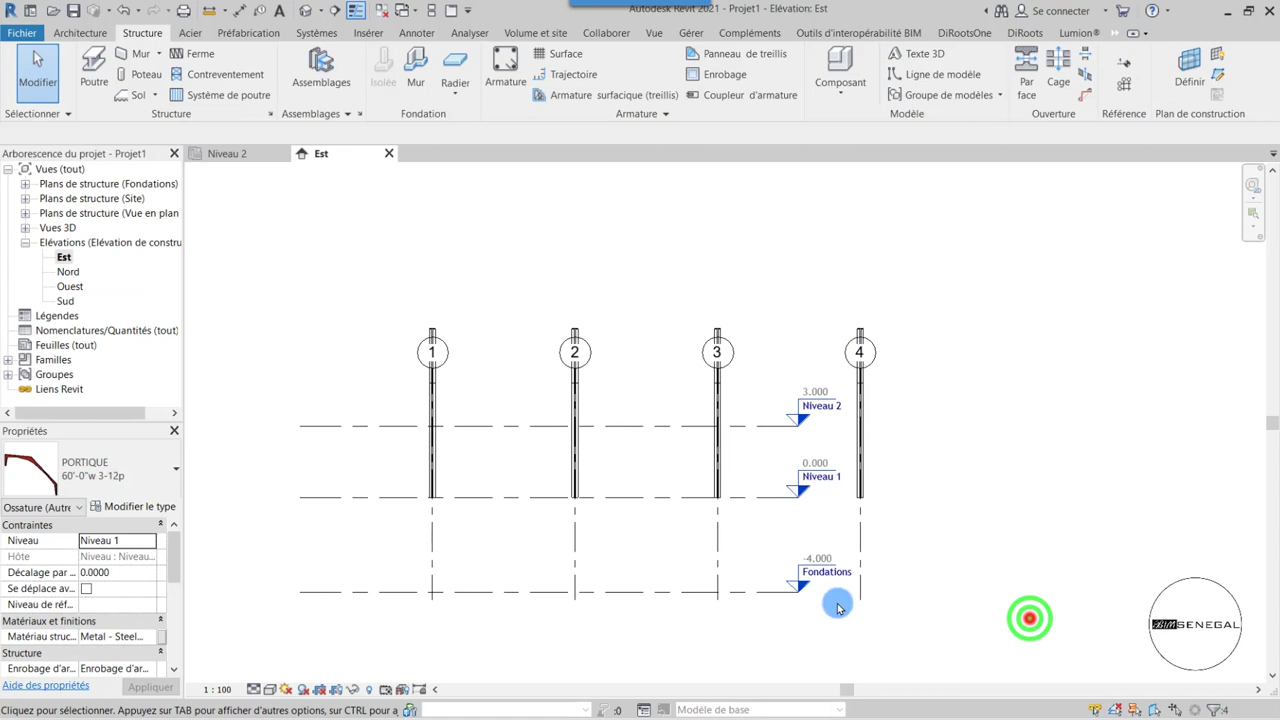 Autodesk Revit 2021 - Projet1 - Elévation: Est
Se connecter
Fichier Architecture Structure Acier Préfabrication Systèmes Insérer Annoter Analyser Volume et site Collaborer Vue Gérer Compléments Outils d'interopérabilité BIM DiRootsOne DiRoots Lumion®
Modifier
Poutre
Mur
Poteau
Sol
Ferme
Contreventement
Système de poutre
Assemblages
Isolée
Mur
Radier
Armature
Surface
Trajectoire
Armature surfacique (treillis)
Panneau de treillis
Enrobage
Coupleur d'armature
Composant
Texte 3D
Ligne de modèle
Groupe de modèles
Par face
Cage
Définir
Sélectionner Structure Assemblages Fondation Armature Modèle Ouverture Référence Plan de construction
Arborescence du projet - Projet1
Niveau 2
Est
Vues (tout)
Plans de structure (Fondations)
Plans de structure (Site)
Plans de structure (Vue en plan
Vues 3D
Elévations (Elévation de constru
Est
Nord
Ouest
Sud
Légendes
Nomenclatures/Quantités (tout)
Feuilles (tout)
Familles
Groupes
Liens Revit
Propriétés
PORTIQUE
60'-0"w 3-12p
Ossature (Autre
Modifier le type
Contraintes
Niveau Niveau 1
Hôte Niveau : Niveau...
Décalage par ... 0.0000
Se déplace av...
Niveau de réf...
Matériaux et finitions
Matériau struc... Metal - Steel...
Structure
Enrobage d'ar... Enrobage d'ar...
Aide des propriétés
Appliquer
1 2 3 4
3.000
Niveau 2
0.000
Niveau 1
-4.000
Fondations
BIM SENEGAL
1 : 100
Cliquez pour sélectionner. Appuyez sur TAB pour afficher d'autres options, sur CTRL pour a
:0
Modèle de base
:4